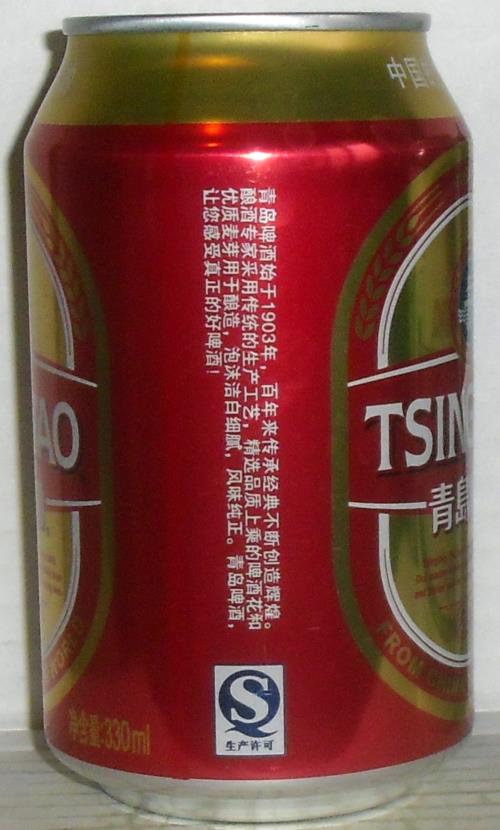 中国
青岛啤酒始于1903年，百年来传承经典不断创造辉煌。
酿酒专家采用传统的生产工艺，精选品质上乘的啤酒花和
优质麦芽用于酿造，泡沫洁白细腻，风味纯正。青岛啤酒，
让您感受真正的好啤酒！
AO
TSING
青島
FROM CHINA
WORLD
S
生产许可
净含量:330ml